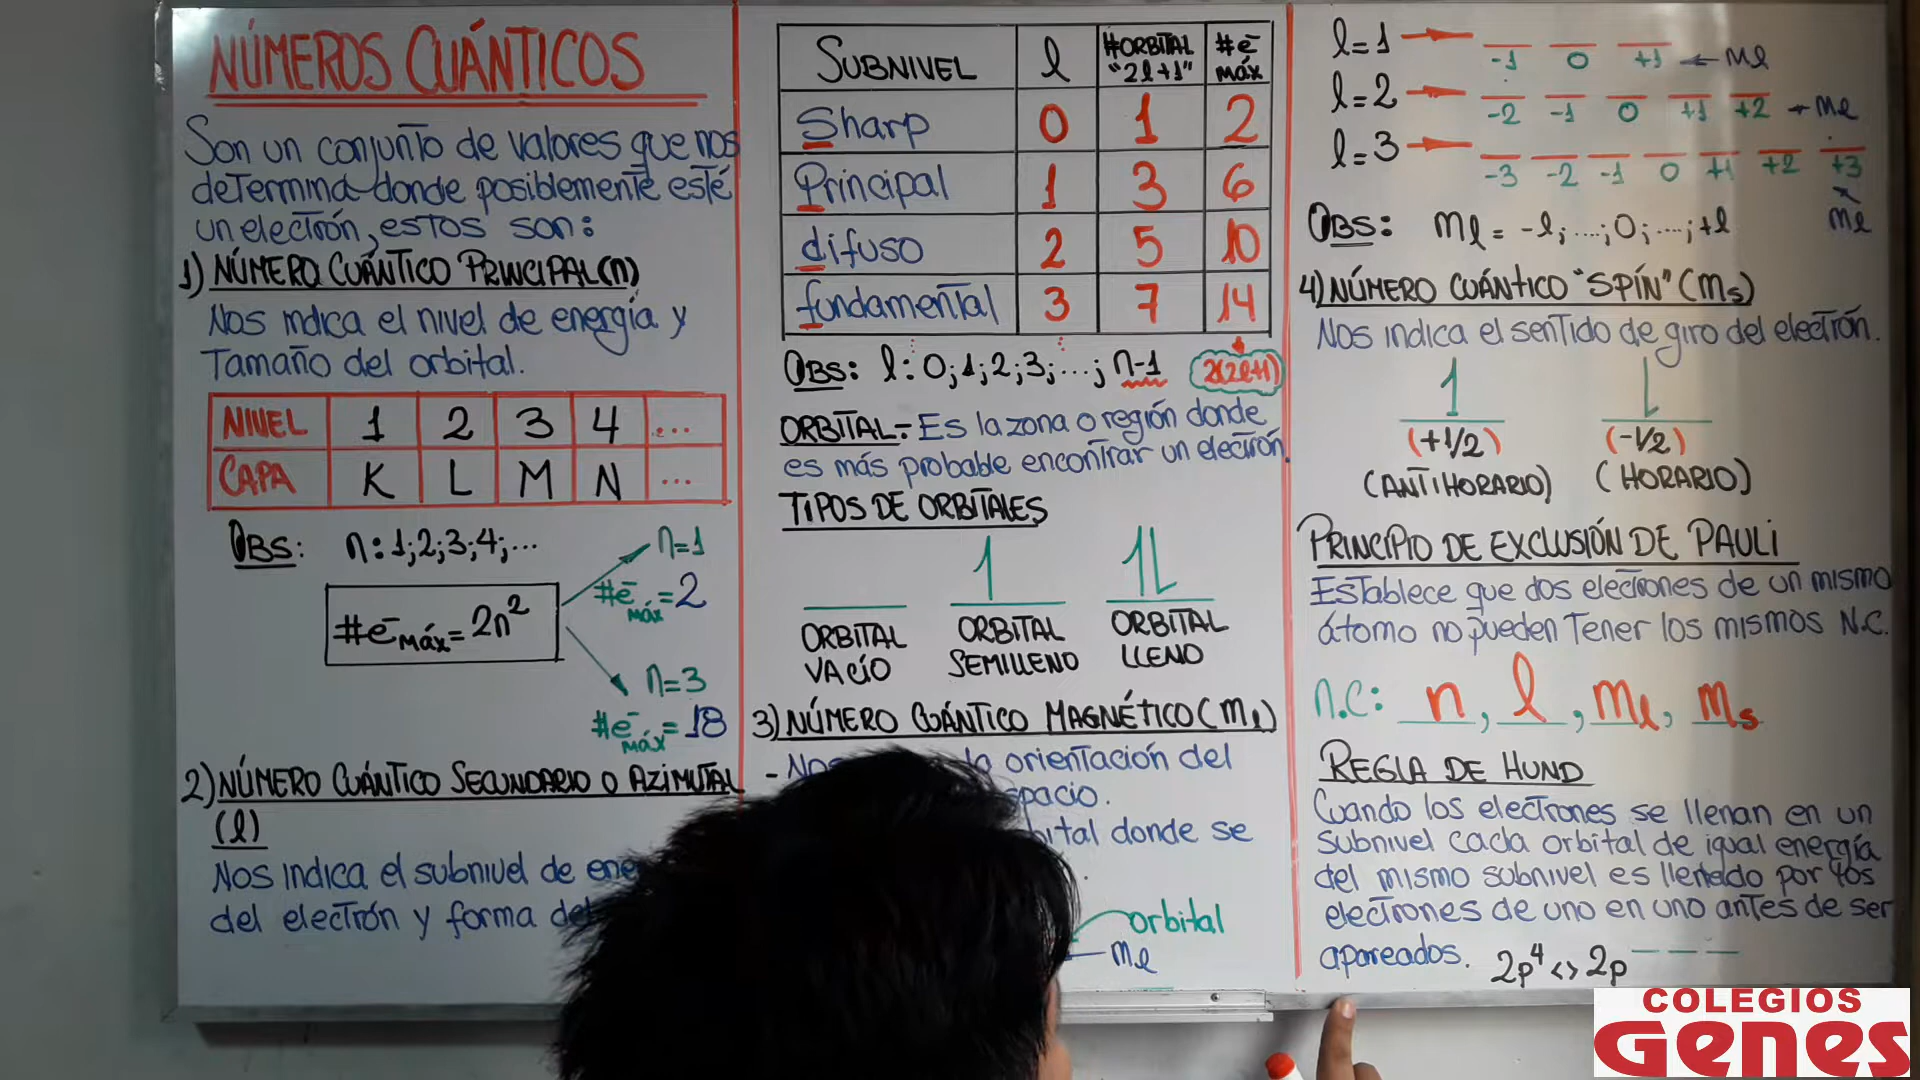 NÚMEROS CUÁNTICOS
Son un conjunto de valores que nos
determina donde posiblemente esté
un electrón, estos son:
1) NÚMERO CUÁNTICO PRINCIPAL (n)
Nos indica el nivel de energía y
Tamaño del orbital.
NIVEL 1 2 3 4 ...
CAPA K L M N ...
OBS: n: 1; 2; 3; 4; ...
#e⁻máx = 2n²
n=1
#e⁻máx = 2
n=3
#e⁻máx = 18
2) NÚMERO CUÁNTICO SECUNDARIO O AZIMUTAL
(l)
Nos indica el subnivel de
del electrón y forma
SUBNIVEL l #ORBITAL "2l+1" #e⁻ máx
Sharp 0 1 2
Principal 1 3 6
difuso 2 5 10
fundamental 3 7 14
OBS: l: 0; 1; 2; 3; ...; n-1
2(2l+1)
ORBITAL.- Es la zona o región donde
es más probable encontrar un electrón.
TIPOS DE ORBITALES
1 1L
ORBITAL VACÍO
ORBITAL SEMILLENO
ORBITAL LLENO
3) NÚMERO CUÁNTICO MAGNÉTICO (ml)
- la orientación del
donde se
orbital
ml
l=1 -1 0 +1 ml
l=2 -2 -1 0 +1 +2 ml
l=3 -3 -2 -1 0 +1 +2 +3
ml
OBS: ml = -l; ...; 0; ...; +l
4) NÚMERO CUÁNTICO "SPÍN" (ms)
Nos indica el sentido de giro del electrón.
1 L
(+1/2) (-1/2)
(ANTIHORARIO) (HORARIO)
PRINCIPIO DE EXCLUSIÓN DE PAULI
Establece que dos electrones de un mismo
átomo no pueden Tener los mismos N.C.
n.C: n, l, ml, ms
REGLA DE HUND
Cuando los electrones se llenan en un
subnivel cada orbital de igual energía
del mismo subnivel es llenado por los
electrones de uno en uno antes de ser
apareados. 2p⁴ <> 2p _ _ _
COLEGIOS
Genes